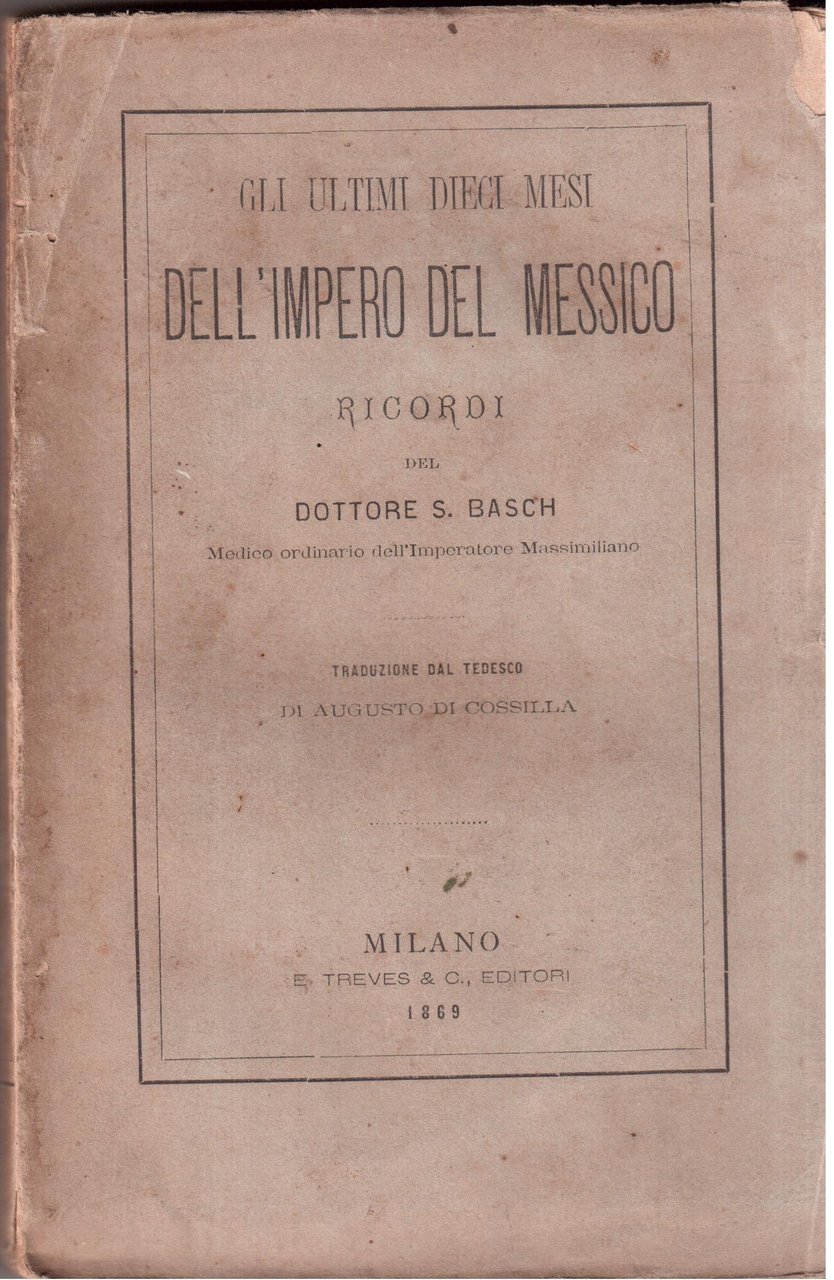 GLI ULTIMI DIECI MESI
DELL'IMPERO DEL MESSICO
RICORDI
DEL
DOTTORE S. BASCH
Medico ordinario dell'Imperatore Massimiliano
TRADUZIONE DAL TEDESCO
DI AUGUSTO DI COSSILLA
MILANO
E. TREVES & C., EDITORI
1869